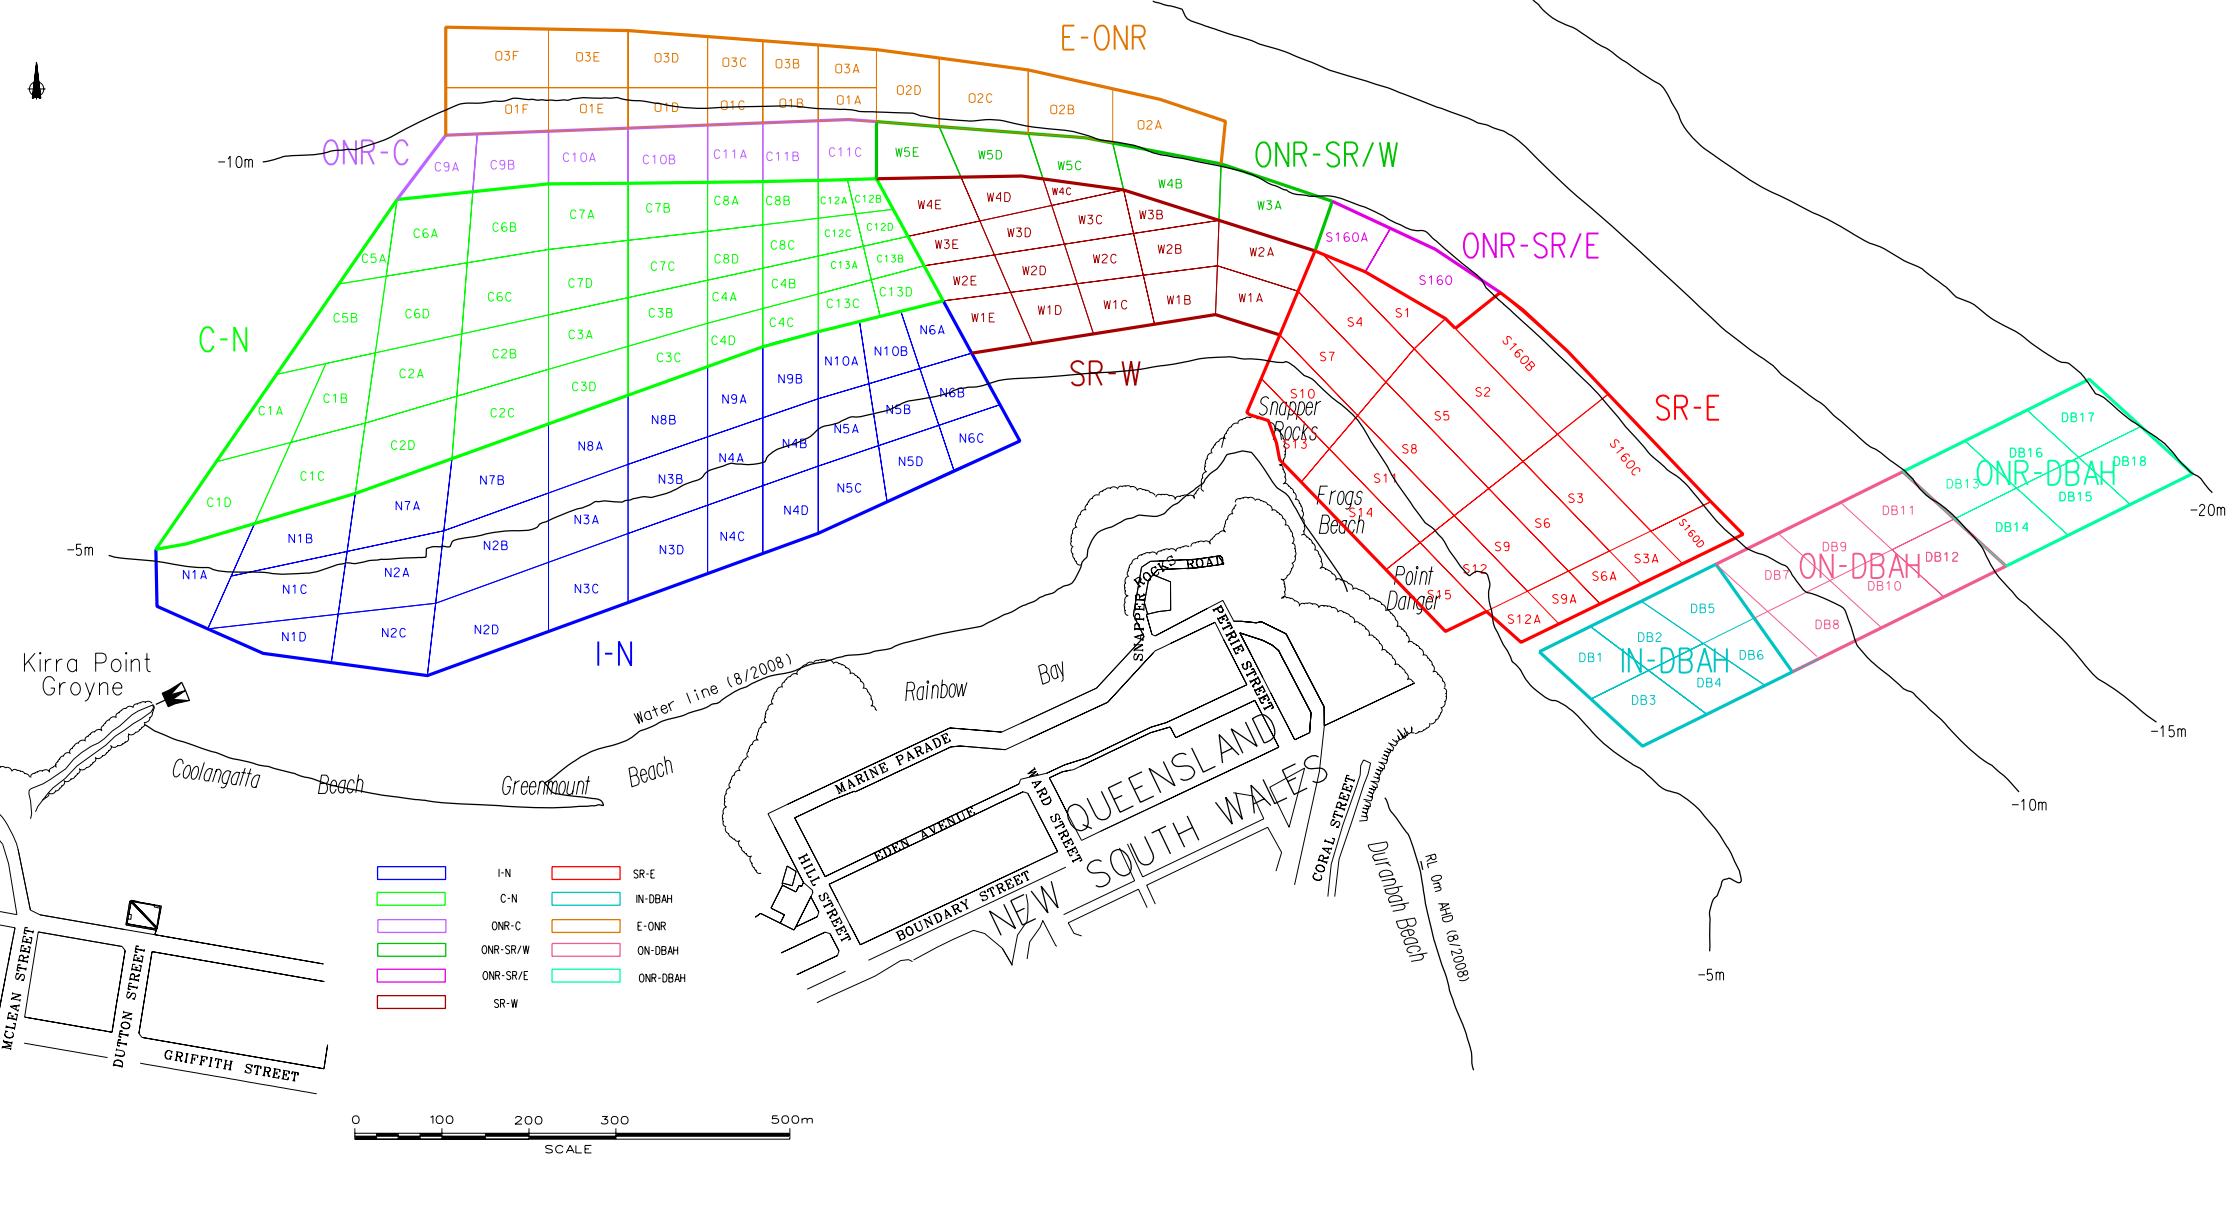 E-ONR
O3F
O3E
O3D
O3C
O3B
O3A
O2D
O2C
O2B
O2A
O1F
O1E
O1D
O1C
O1B
O1A
-10m
ONR-C
C9A
C9B
C10A
C10B
C11A
C11B
C11C
W5E
W5D
W5C
W4B
W3A
ONR-SR/W
S160A
S160
ONR-SR/E
C5A
C6A
C6B
C7A
C7B
C8A
C8B
C12A
C12B
C12C
C12D
C5B
C6D
C6C
C7D
C7C
C8D
C8C
C13A
C13B
C13C
C13D
C-N
C1A
C1B
C2A
C2B
C3A
C3B
C4A
C4B
C4C
C4D
C1D
C1C
C2D
C2C
C3D
C3C
W4E
W4D
W4C
W3C
W3B
W3E
W3D
W2E
W2D
W2C
W2B
W2A
W1E
W1D
W1C
W1B
W1A
SR-W
N6A
N10B
N10A
N9B
N9A
N8B
N8A
N7B
N7A
N1B
N1A
N6B
N5B
N5A
N4B
N4A
N3B
N3A
N2B
N2A
N1C
N6C
N5D
N5C
N4D
N4C
N3D
N3C
N2D
N2C
N1D
I-N
-5m
S1
S4
S7
S10
S13
S160B
S2
S5
S8
S11
S14
S160C
S3
S6
S9
S12
S15
S160D
S3A
S6A
S9A
S12A
SR-E
Snapper
Rocks
Frogs
Beach
Point
Danger
DB17
DB16
DB18
DB13
DB15
DB14
ONR-DBAH
DB11
DB9
DB12
DB7
DB10
DB8
ON-DBAH
DB5
DB2
DB6
DB1
DB4
DB3
IN-DBAH
-20m
-15m
-10m
-5m
Kirra Point
Groyne
Coolangatta
Beach
Greenmount
Beach
Water line (8/2008)
Rainbow
Bay
SNAPPER ROCKS ROAD
PETRIE STREET
MARINE PARADE
EDEN AVENUE
WARD STREET
HILL STREET
BOUNDARY STREET
QUEENSLAND
NEW SOUTH WALES
CORAL STREET
Duranbah Beach
RL 0m AHD (8/2008)
MCLEAN STREET
DUTTON STREET
GRIFFITH STREET
I-N
SR-E
C-N
IN-DBAH
ONR-C
E-ONR
ONR-SR/W
ON-DBAH
ONR-SR/E
ONR-DBAH
SR-W
0 100 200 300 500m
SCALE